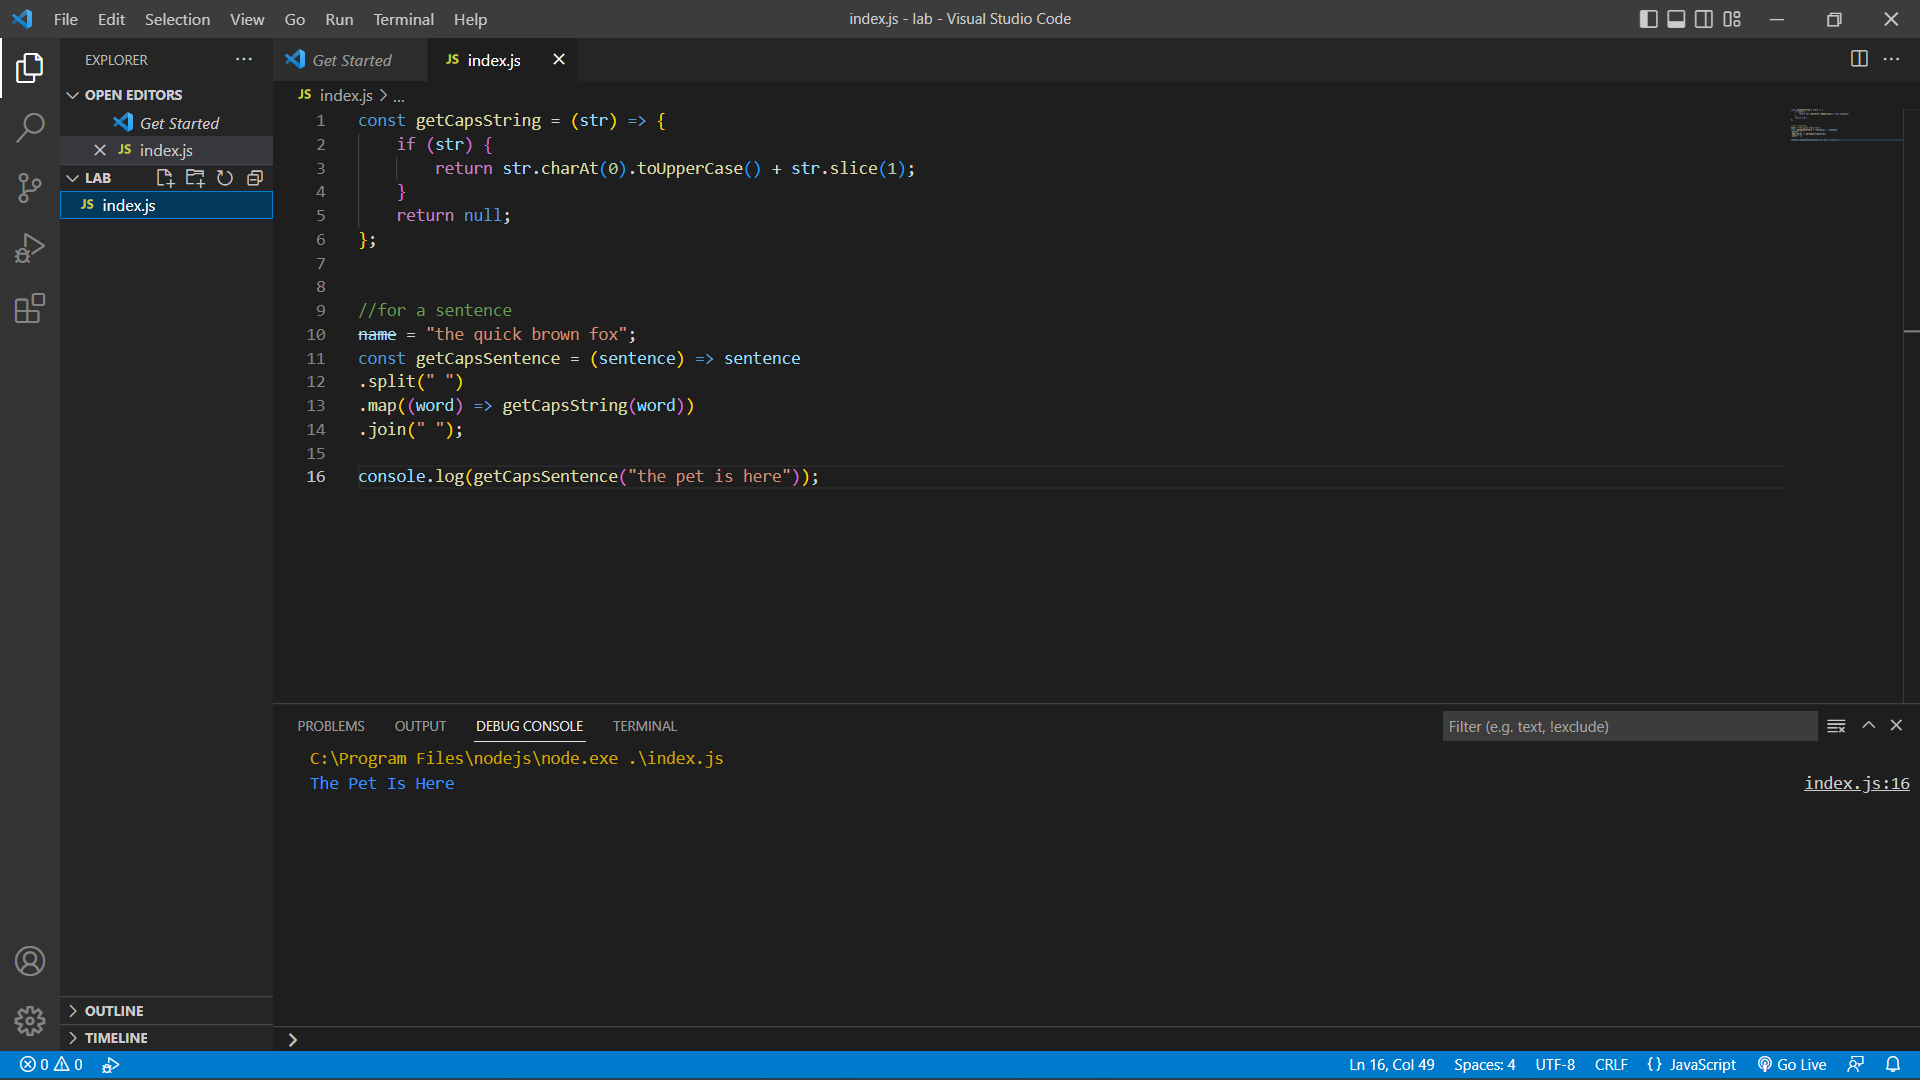 File Edit Selection View Go Run Terminal Help
index.js - lab - Visual Studio Code
EXPLORER
OPEN EDITORS
Get Started
JS index.js
LAB
JS index.js
OUTLINE
TIMELINE
Get Started
JS index.js
JS index.js > ...
1 const getCapsString = (str) => {
2 if (str) {
3 return str.charAt(0).toUpperCase() + str.slice(1);
4 }
5 return null;
6 };
7
8
9 //for a sentence
10 name = "the quick brown fox";
11 const getCapsSentence = (sentence) => sentence
12 .split(" ")
13 .map((word) => getCapsString(word))
14 .join(" ");
15
16 console.log(getCapsSentence("the pet is here"));
PROBLEMS OUTPUT DEBUG CONSOLE TERMINAL
Filter (e.g. text, !exclude)
C:\Program Files\nodejs\node.exe .\index.js
The Pet Is Here
index.js:16
0 0
Ln 16, Col 49 Spaces: 4 UTF-8 CRLF {} JavaScript Go Live